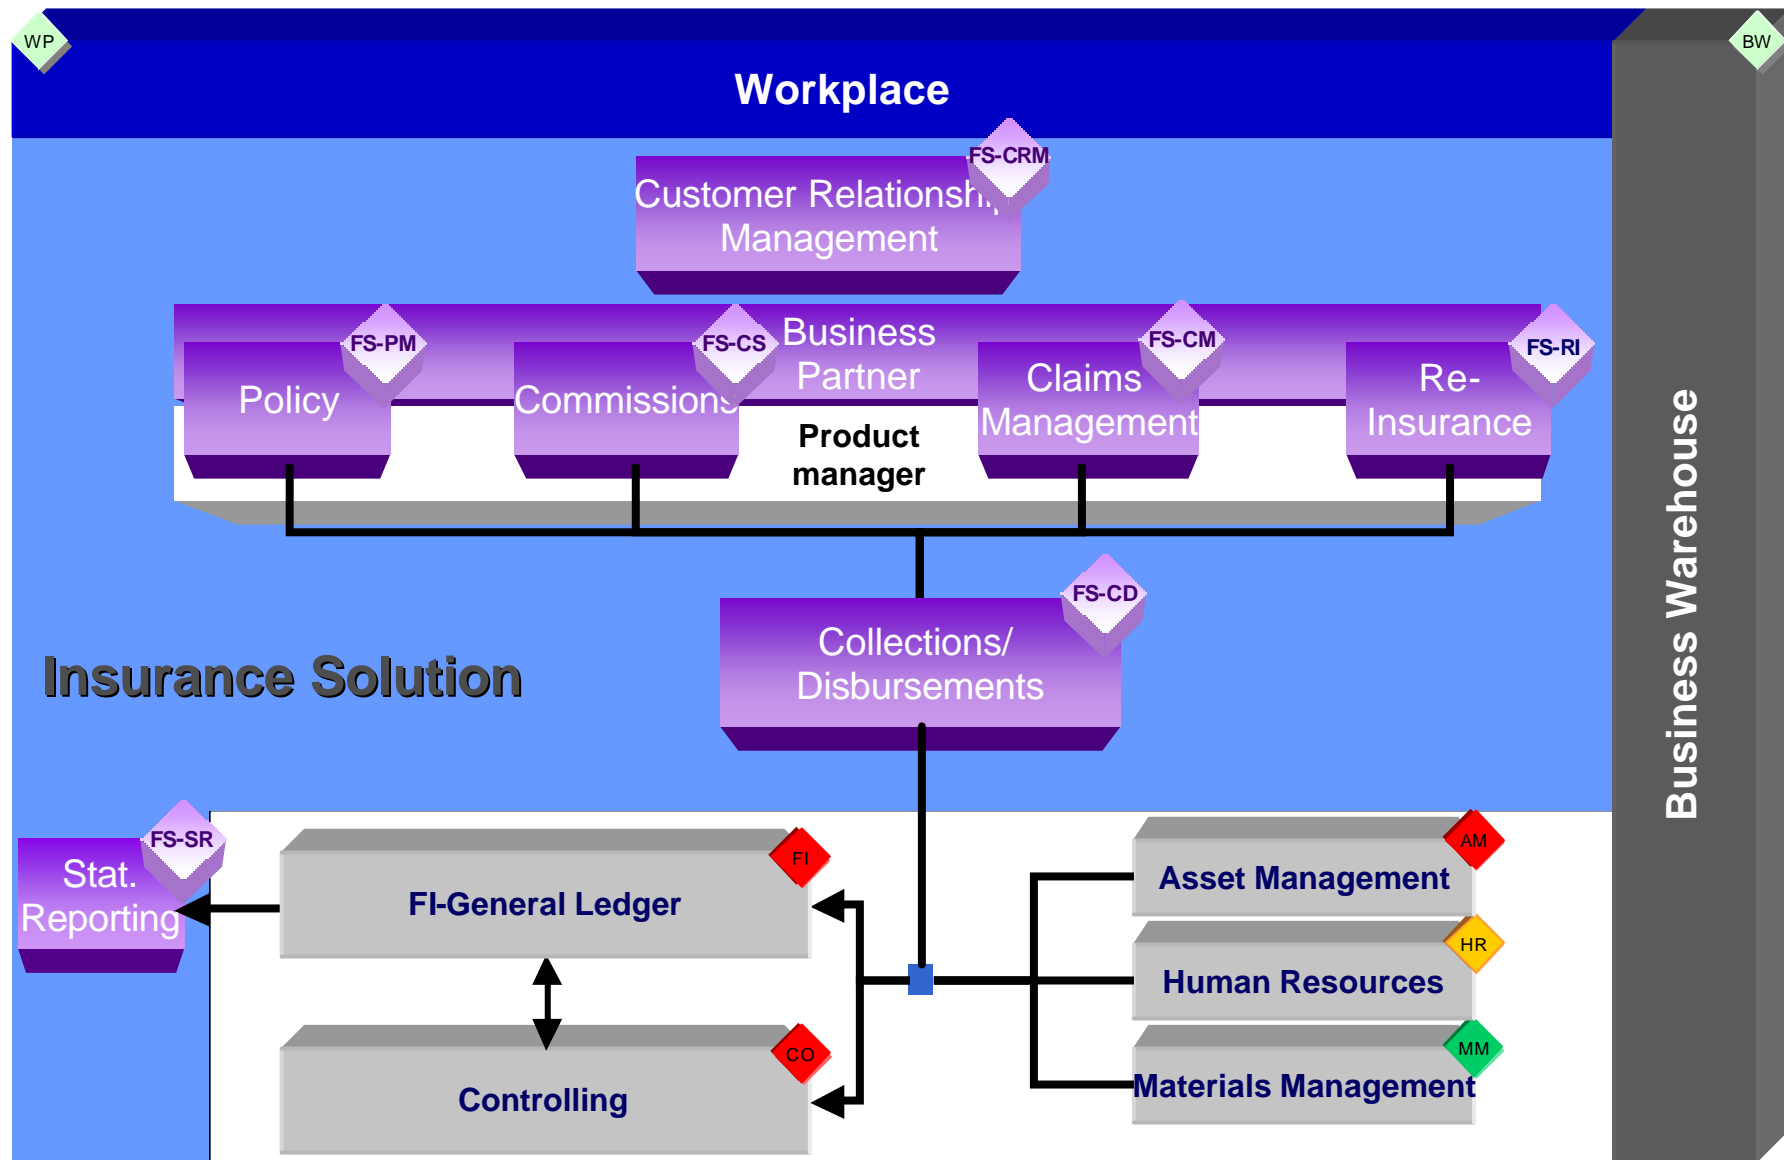 WP
BW
Workplace
FS-CRM
Customer Relationship
Management
FS-PM
Policy
FS-CS
Commissions
Business
Partner
FS-CM
Claims
Management
FS-RI
Re-
Insurance
Product
manager
Business Warehouse
FS-CD
Collections/
Disbursements
Insurance Solution
FS-SR
Stat.
Reporting
FI
FI-General Ledger
CO
Controlling
AM
Asset Management
HR
Human Resources
MM
Materials Management